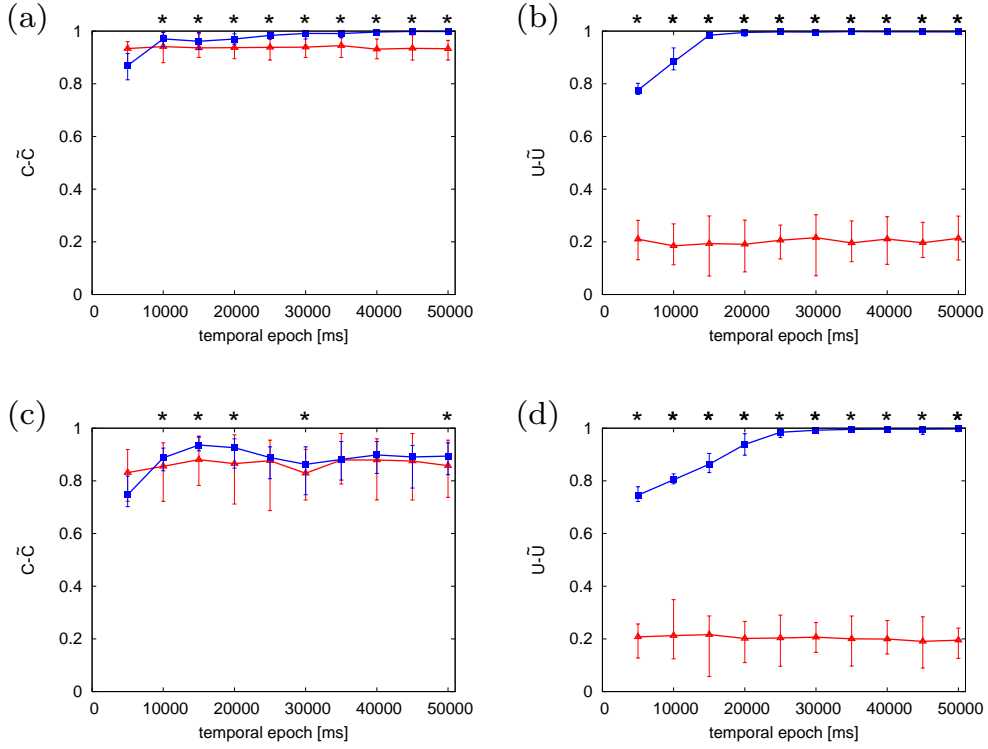 (a)
* * * * * * * * *
1
0.8
0.6
0.4
0.2
0
C-C̃
0 10000 20000 30000 40000 50000
temporal epoch [ms]
(b)
* * * * * * * * * *
1
0.8
0.6
0.4
0.2
0
U-Ũ
0 10000 20000 30000 40000 50000
temporal epoch [ms]
(c)
* * * * *
1
0.8
0.6
0.4
0.2
0
C-C̃
0 10000 20000 30000 40000 50000
temporal epoch [ms]
(d)
* * * * * * * * * *
1
0.8
0.6
0.4
0.2
0
U-Ũ
0 10000 20000 30000 40000 50000
temporal epoch [ms]